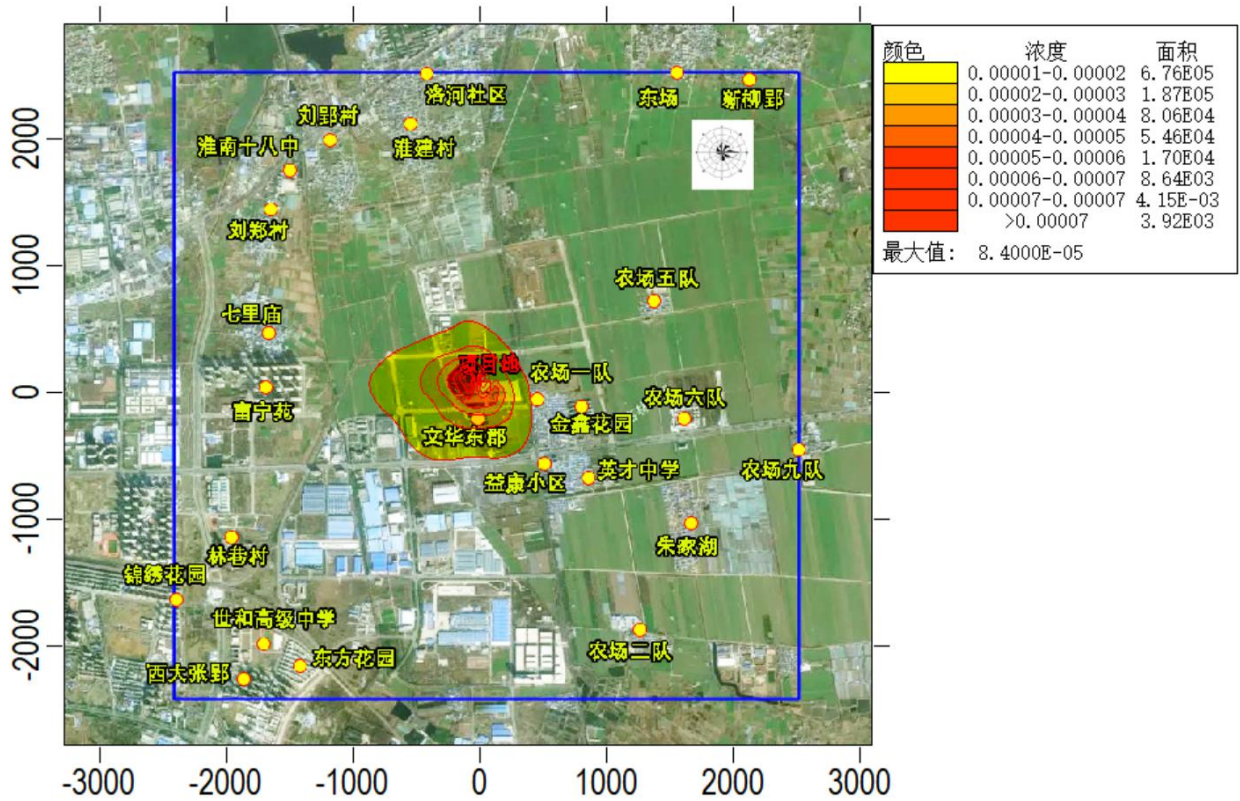 颜色 浓度 面积
0.00001-0.00002 6.76E05
0.00002-0.00003 1.87E05
0.00003-0.00004 8.06E04
0.00004-0.00005 5.46E04
0.00005-0.00006 1.70E04
0.00006-0.00007 8.64E03
0.00007-0.00007 4.15E-03
>0.00007 3.92E03
最大值: 8.4000E-05
洛河社区
东场
新柳郢
刘郢村
淮建村
淮南十八中
刘郑村
农场五队
七里庙
项目地
农场一队
富宁苑
金鑫花园
农场六队
文华东郡
益康小区
英才中学
农场九队
朱家湖
林巷村
锦绣花园
世和高级中学
东方花园
西大张郢
农场二队
2000
1000
0
-1000
-2000
-3000 -2000 -1000 0 1000 2000 3000